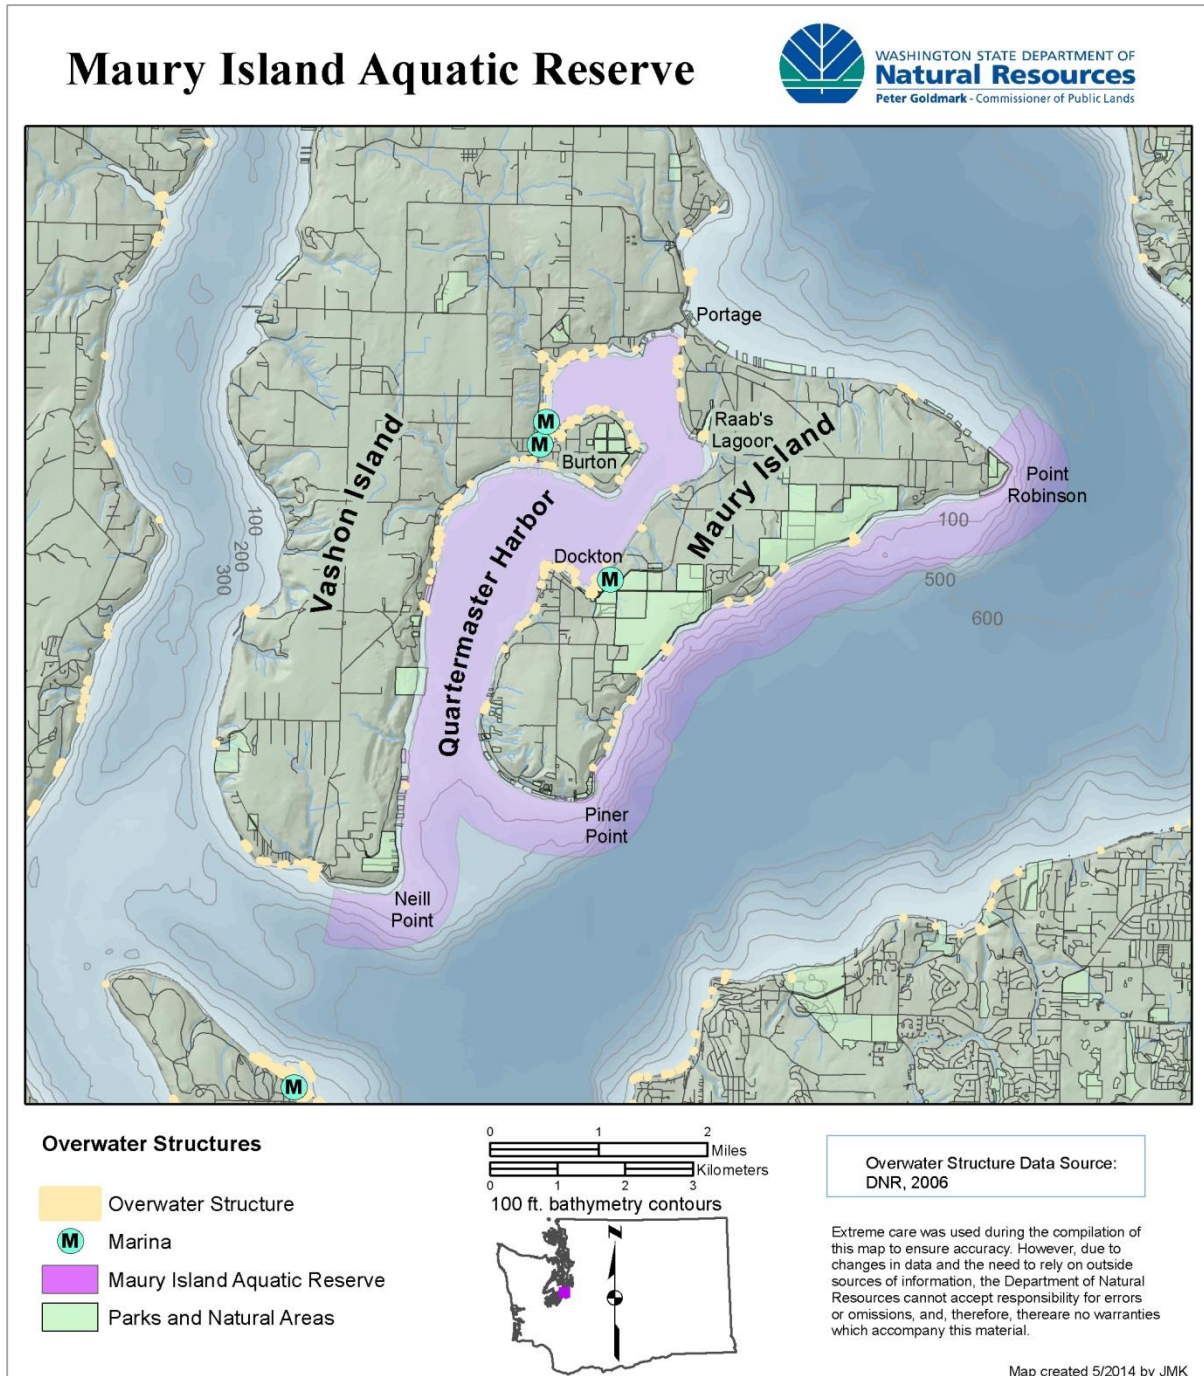 Maury Island Aquatic Reserve
WASHINGTON STATE DEPARTMENT OF
Natural Resources
Peter Goldmark - Commissioner of Public Lands
Portage
Raab's
Lagoon
Burton
Maury Island
Point
Robinson
Vashon Island
Quartermaster Harbor
Dockton
M
M
M
100
200
300
100
500
600
Piner
Point
Neill
Point
M
Overwater Structures
Overwater Structure
M
Marina
Maury Island Aquatic Reserve
Parks and Natural Areas
0 1 2
Miles
Kilometers
0 1 2 3
100 ft. bathymetry contours
N
Overwater Structure Data Source:
DNR, 2006
Extreme care was used during the compilation of
this map to ensure accuracy. However, due to
changes in data and the need to rely on outside
sources of information, the Department of Natural
Resources cannot accept responsibility for errors
or omissions, and, therefore, thereare no warranties
which accompany this material.
Map created 5/2014 by JMK